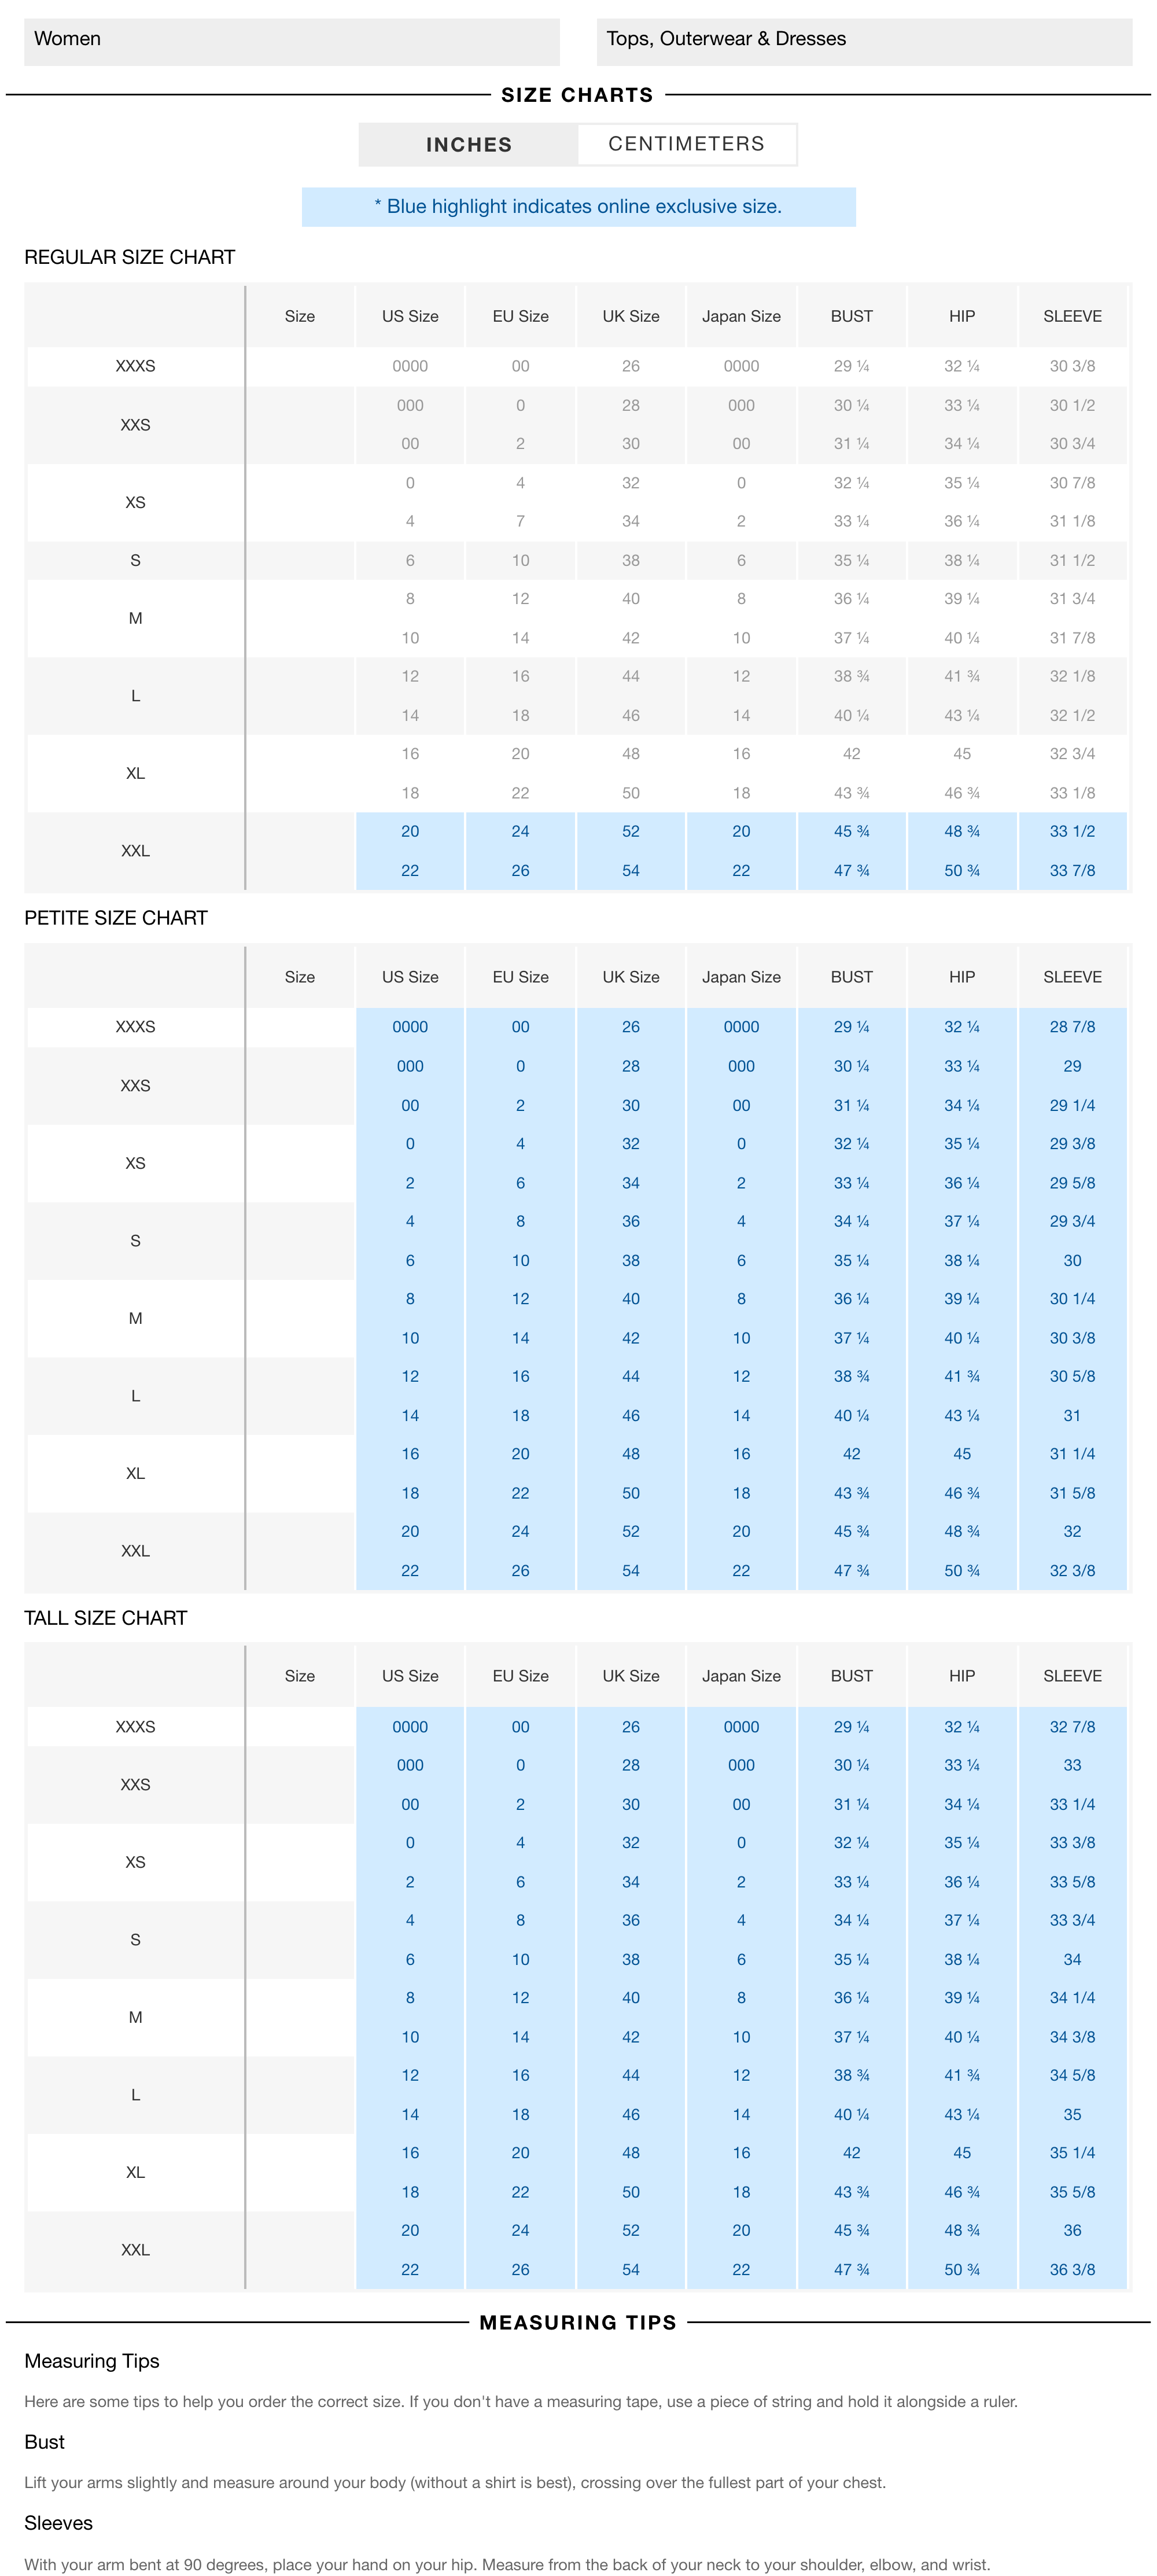 Women Tops, Outerwear & Dresses
SIZE CHARTS
INCHES CENTIMETERS
* Blue highlight indicates online exclusive size.
REGULAR SIZE CHART
Size US Size EU Size UK Size Japan Size BUST HIP SLEEVE
XXXS 0000 00 26 0000 29 ¼ 32 ¼ 30 3/8
000 0 28 000 30 ¼ 33 ¼ 30 1/2
XXS
00 2 30 00 31 ¼ 34 ¼ 30 3/4
0 4 32 0 32 ¼ 35 ¼ 30 7/8
XS
4 7 34 2 33 ¼ 36 ¼ 31 1/8
S 6 10 38 6 35 ¼ 38 ¼ 31 1/2
8 12 40 8 36 ¼ 39 ¼ 31 3/4
M
10 14 42 10 37 ¼ 40 ¼ 31 7/8
12 16 44 12 38 ¾ 41 ¾ 32 1/8
L
14 18 46 14 40 ¼ 43 ¼ 32 1/2
16 20 48 16 42 45 32 3/4
XL
18 22 50 18 43 ¾ 46 ¾ 33 1/8
20 24 52 20 45 ¾ 48 ¾ 33 1/2
XXL
22 26 54 22 47 ¾ 50 ¾ 33 7/8
PETITE SIZE CHART
Size US Size EU Size UK Size Japan Size BUST HIP SLEEVE
XXXS 0000 00 26 0000 29 ¼ 32 ¼ 28 7/8
000 0 28 000 30 ¼ 33 ¼ 29
XXS
00 2 30 00 31 ¼ 34 ¼ 29 1/4
0 4 32 0 32 ¼ 35 ¼ 29 3/8
XS
2 6 34 2 33 ¼ 36 ¼ 29 5/8
4 8 36 4 34 ¼ 37 ¼ 29 3/4
S
6 10 38 6 35 ¼ 38 ¼ 30
8 12 40 8 36 ¼ 39 ¼ 30 1/4
M
10 14 42 10 37 ¼ 40 ¼ 30 3/8
12 16 44 12 38 ¾ 41 ¾ 30 5/8
L
14 18 46 14 40 ¼ 43 ¼ 31
16 20 48 16 42 45 31 1/4
XL
18 22 50 18 43 ¾ 46 ¾ 31 5/8
20 24 52 20 45 ¾ 48 ¾ 32
XXL
22 26 54 22 47 ¾ 50 ¾ 32 3/8
TALL SIZE CHART
Size US Size EU Size UK Size Japan Size BUST HIP SLEEVE
XXXS 0000 00 26 0000 29 ¼ 32 ¼ 32 7/8
000 0 28 000 30 ¼ 33 ¼ 33
XXS
00 2 30 00 31 ¼ 34 ¼ 33 1/4
0 4 32 0 32 ¼ 35 ¼ 33 3/8
XS
2 6 34 2 33 ¼ 36 ¼ 33 5/8
4 8 36 4 34 ¼ 37 ¼ 33 3/4
S
6 10 38 6 35 ¼ 38 ¼ 34
8 12 40 8 36 ¼ 39 ¼ 34 1/4
M
10 14 42 10 37 ¼ 40 ¼ 34 3/8
12 16 44 12 38 ¾ 41 ¾ 34 5/8
L
14 18 46 14 40 ¼ 43 ¼ 35
16 20 48 16 42 45 35 1/4
XL
18 22 50 18 43 ¾ 46 ¾ 35 5/8
20 24 52 20 45 ¾ 48 ¾ 36
XXL
22 26 54 22 47 ¾ 50 ¾ 36 3/8
MEASURING TIPS
Measuring Tips
Here are some tips to help you order the correct size. If you don't have a measuring tape, use a piece of string and hold it alongside a ruler.
Bust
Lift your arms slightly and measure around your body (without a shirt is best), crossing over the fullest part of your chest.
Sleeves
With your arm bent at 90 degrees, place your hand on your hip. Measure from the back of your neck to your shoulder, elbow, and wrist.